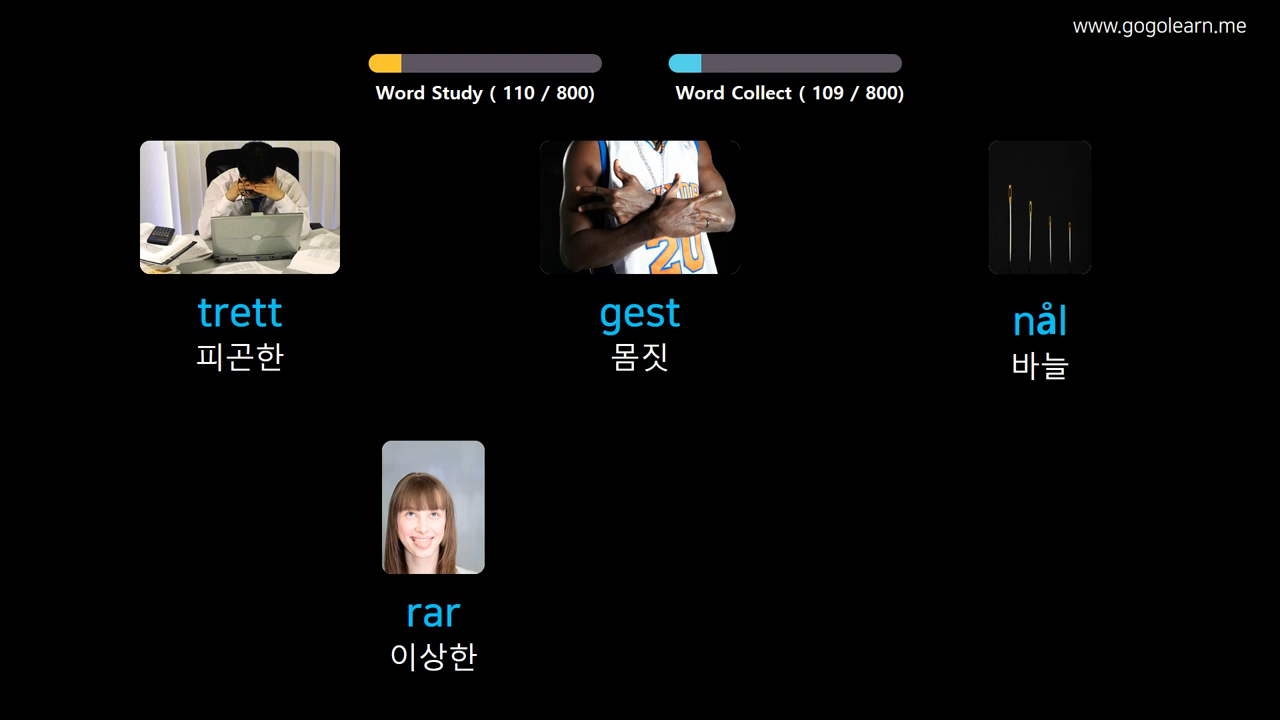 www.gogolearn.me
Word Study ( 110 / 800)
Word Collect ( 109 / 800)
20
trett
피곤한
gest
몸짓
nål
바늘
rar
이상한